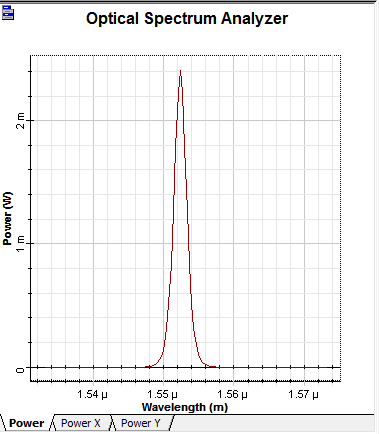 Optical Spectrum Analyzer
Power (W)
2 m
1 m
0
1.54 µ 1.55 µ 1.56 µ 1.57 µ
Wavelength (m)
Power Power X Power Y